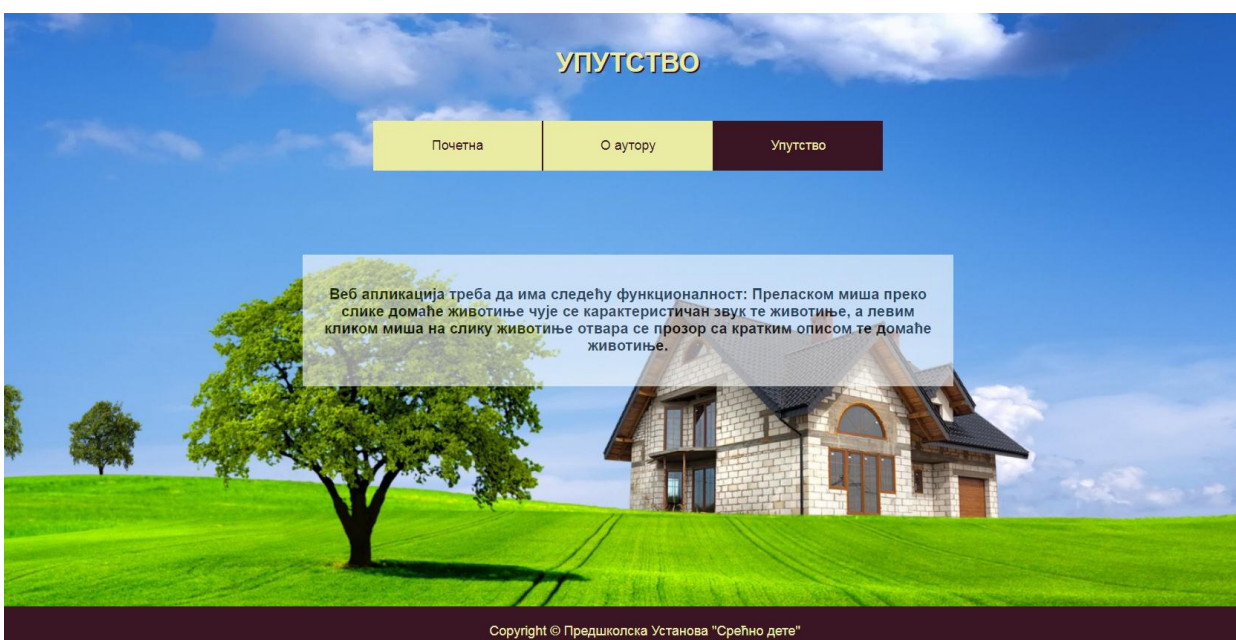 УПУТСТВО
Почетна
О аутору
Упутство
Веб апликација треба да има следећу функционалност: Преласком миша преко
слике домаће животиње чује се карактеристичан звук те животиње, а левим
кликом миша на слику животиње отвара се прозор са кратким описом те домаће
животиње.
Copyright © Предшколска Установа "Срећно дете"